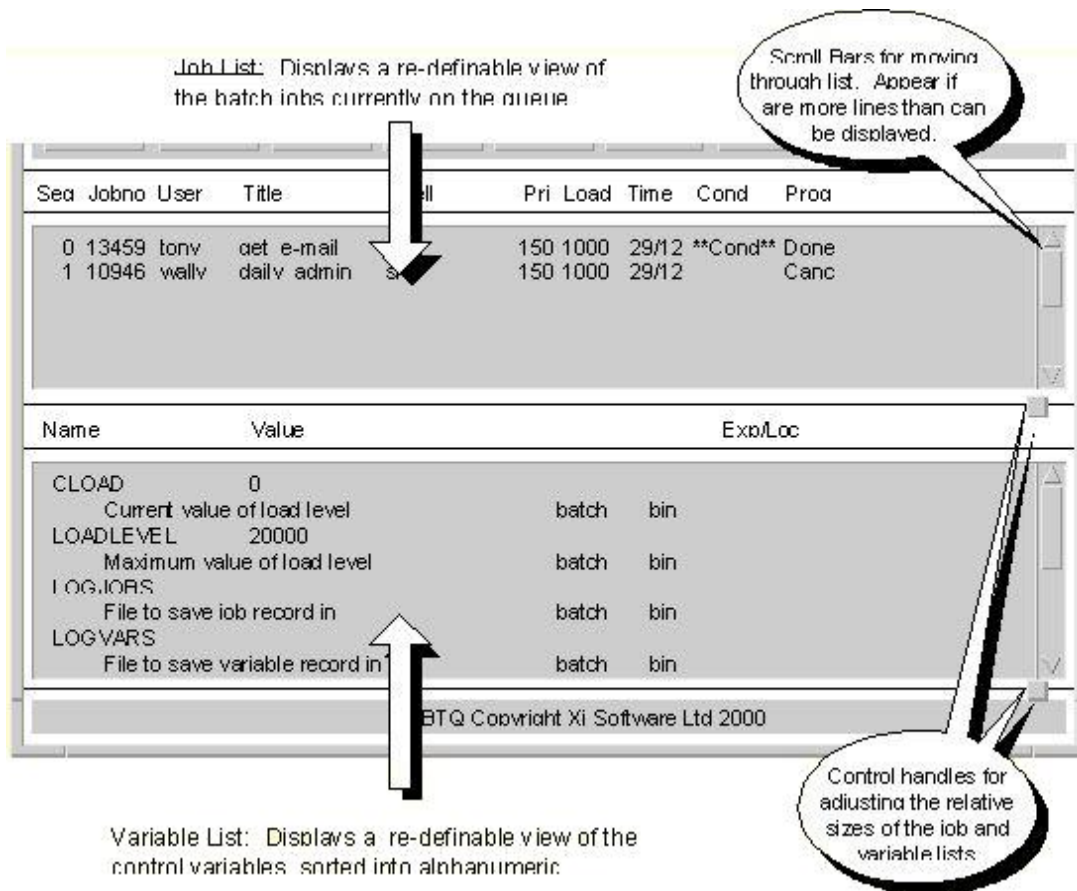 Job List: Displays a re-definable view of
the batch jobs currently on the queue
Scroll Bars for moving
through list. Appear if
are more lines than can
be displayed.
Seq Jobno User Title Pri Load Time Cond Prog
0 13459 tony get e-mail 150 1000 29/12 **Cond** Done
1 10946 wally daily admin 150 1000 29/12 Canc
Name Value Exp/Loc
CLOAD 0
Current value of load level batch bin
LOADLEVEL 20000
Maximum value of load level batch bin
LOGJOBS
File to save job record in batch bin
LOGVARS
File to save variable record in batch bin
BTQ Copyright Xi Software Ltd 2000
Control handles for
adjusting the relative
sizes of the job and
variable lists
Variable List: Displays a re-definable view of the
control variables sorted into alphanumeric